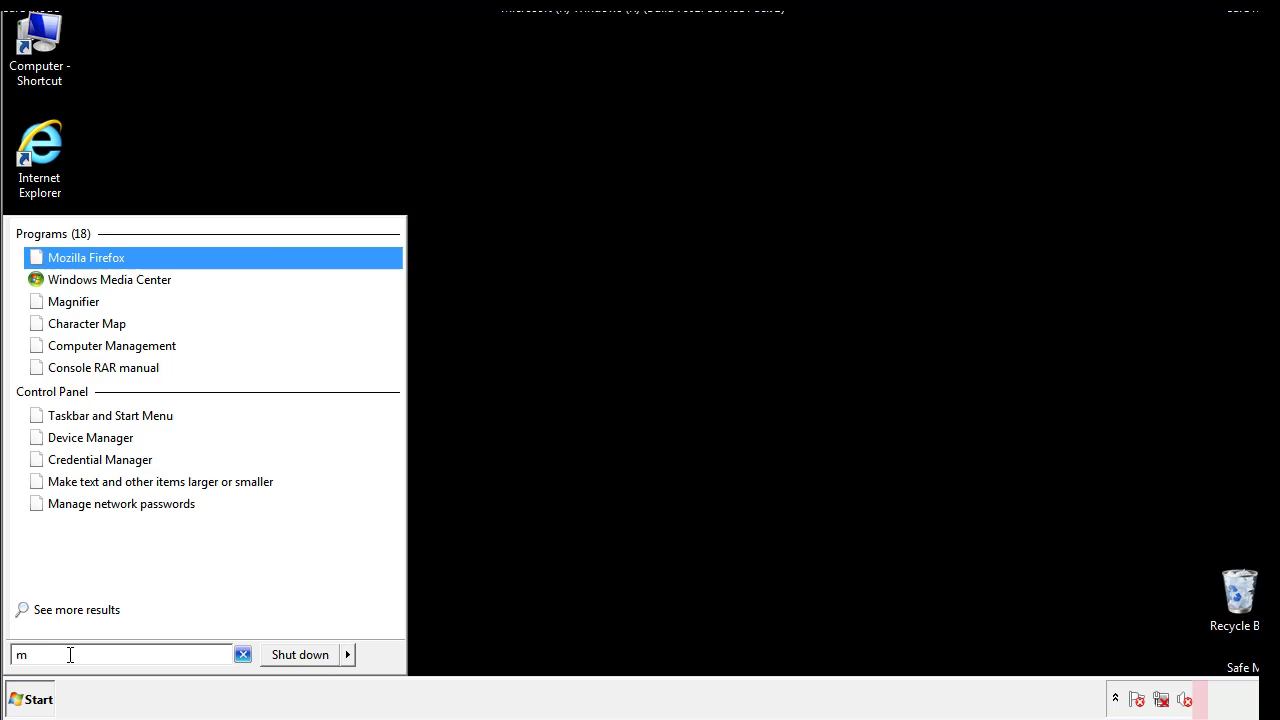 Computer -
Shortcut
Internet
Explorer
Programs (18)
Mozilla Firefox
Windows Media Center
Magnifier
Character Map
Computer Management
Console RAR manual
Control Panel
Taskbar and Start Menu
Device Manager
Credential Manager
Make text and other items larger or smaller
Manage network passwords
See more results
m
Shut down
Recycle B
Safe M
Start